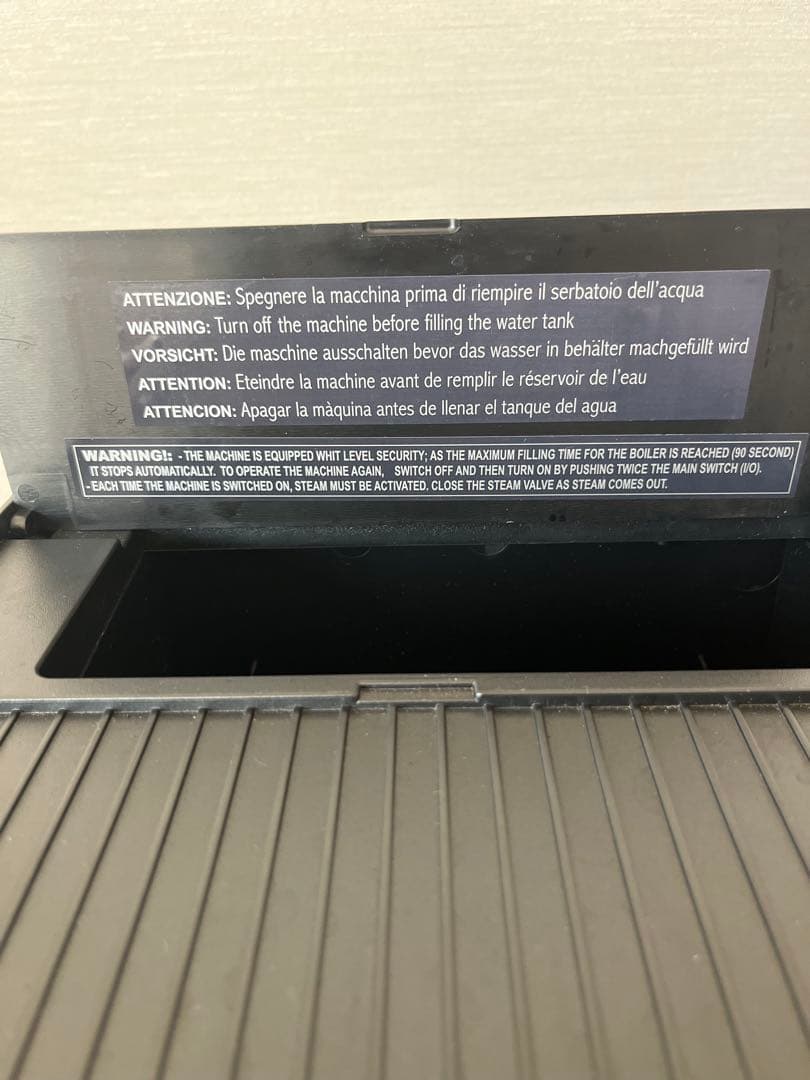 ATTENZIONE: Spegnere la macchina prima di riempire il serbatoio dell'acqua
WARNING: Turn off the machine before filling the water tank
VORSICHT: Die maschine ausschalten bevor das wasser in behälter machgefüllt wird
ATTENTION: Eteindre la machine avant de remplir le réservoir de l'eau
ATTENCION: Apagar la màquina antes de llenar el tanque del agua
WARNING!: - THE MACHINE IS EQUIPPED WHIT LEVEL SECURITY; AS THE MAXIMUM FILLING TIME FOR THE BOILER IS REACHED (90 SECOND)
IT STOPS AUTOMATICALLY. TO OPERATE THE MACHINE AGAIN, SWITCH OFF AND THEN TURN ON BY PUSHING TWICE THE MAIN SWITCH (I/O).
- EACH TIME THE MACHINE IS SWITCHED ON, STEAM MUST BE ACTIVATED. CLOSE THE STEAM VALVE AS STEAM COMES OUT.